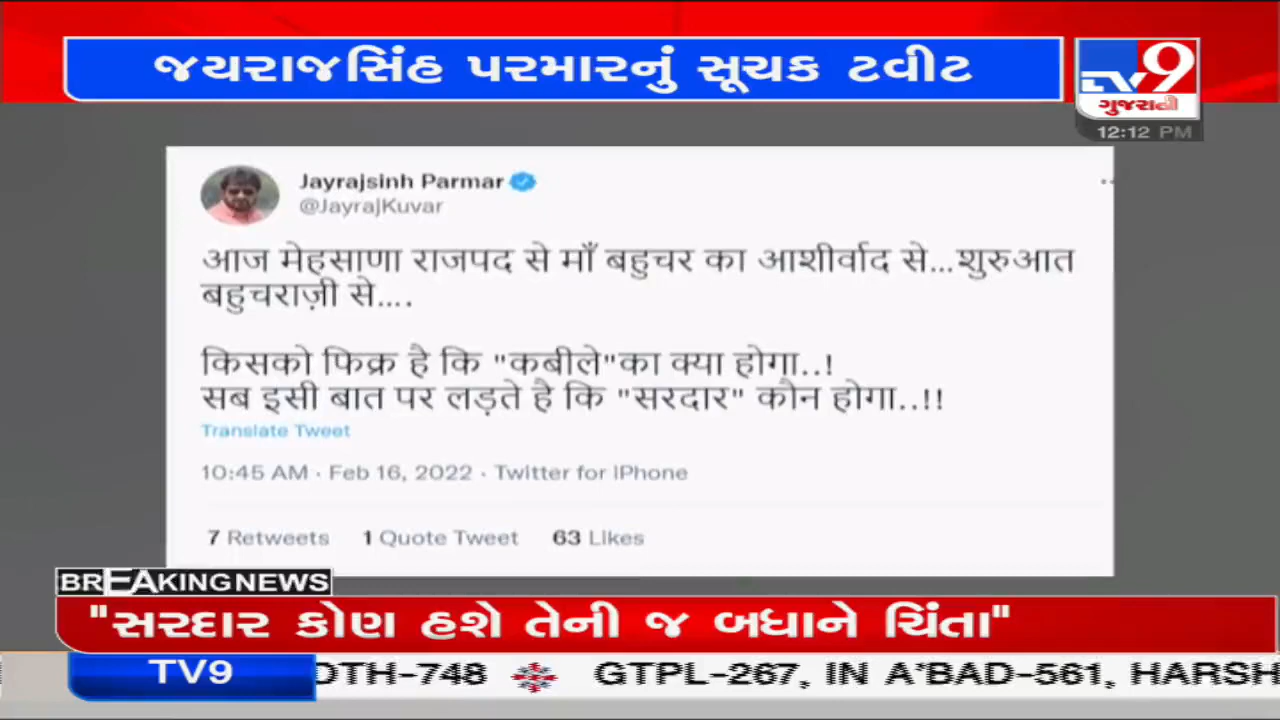 જયરાજસિંહ પરમારનું સૂચક ટવીટ
TV9
ગુજરાતી
12:12 PM
Jayrajsinh Parmar
@JayrajKuvar
आज मेहसाणा राजपद से माँ बहुचर का आशीर्वाद से...शुरुआत
बहुचराज़ी से....
किसको फिक्र है कि "कबीले"का क्या होगा..!
सब इसी बात पर लड़ते है कि "सरदार" कौन होगा..!!
Translate Tweet
10:45 AM · Feb 16, 2022 · Twitter for iPhone
7 Retweets 1 Quote Tweet 63 Likes
BREAKING NEWS
"સરદાર કોણ હશે તેની જ બધાને ચિંતા"
TV9 DTH-748 GTPL-267, IN A'BAD-561, HARSH